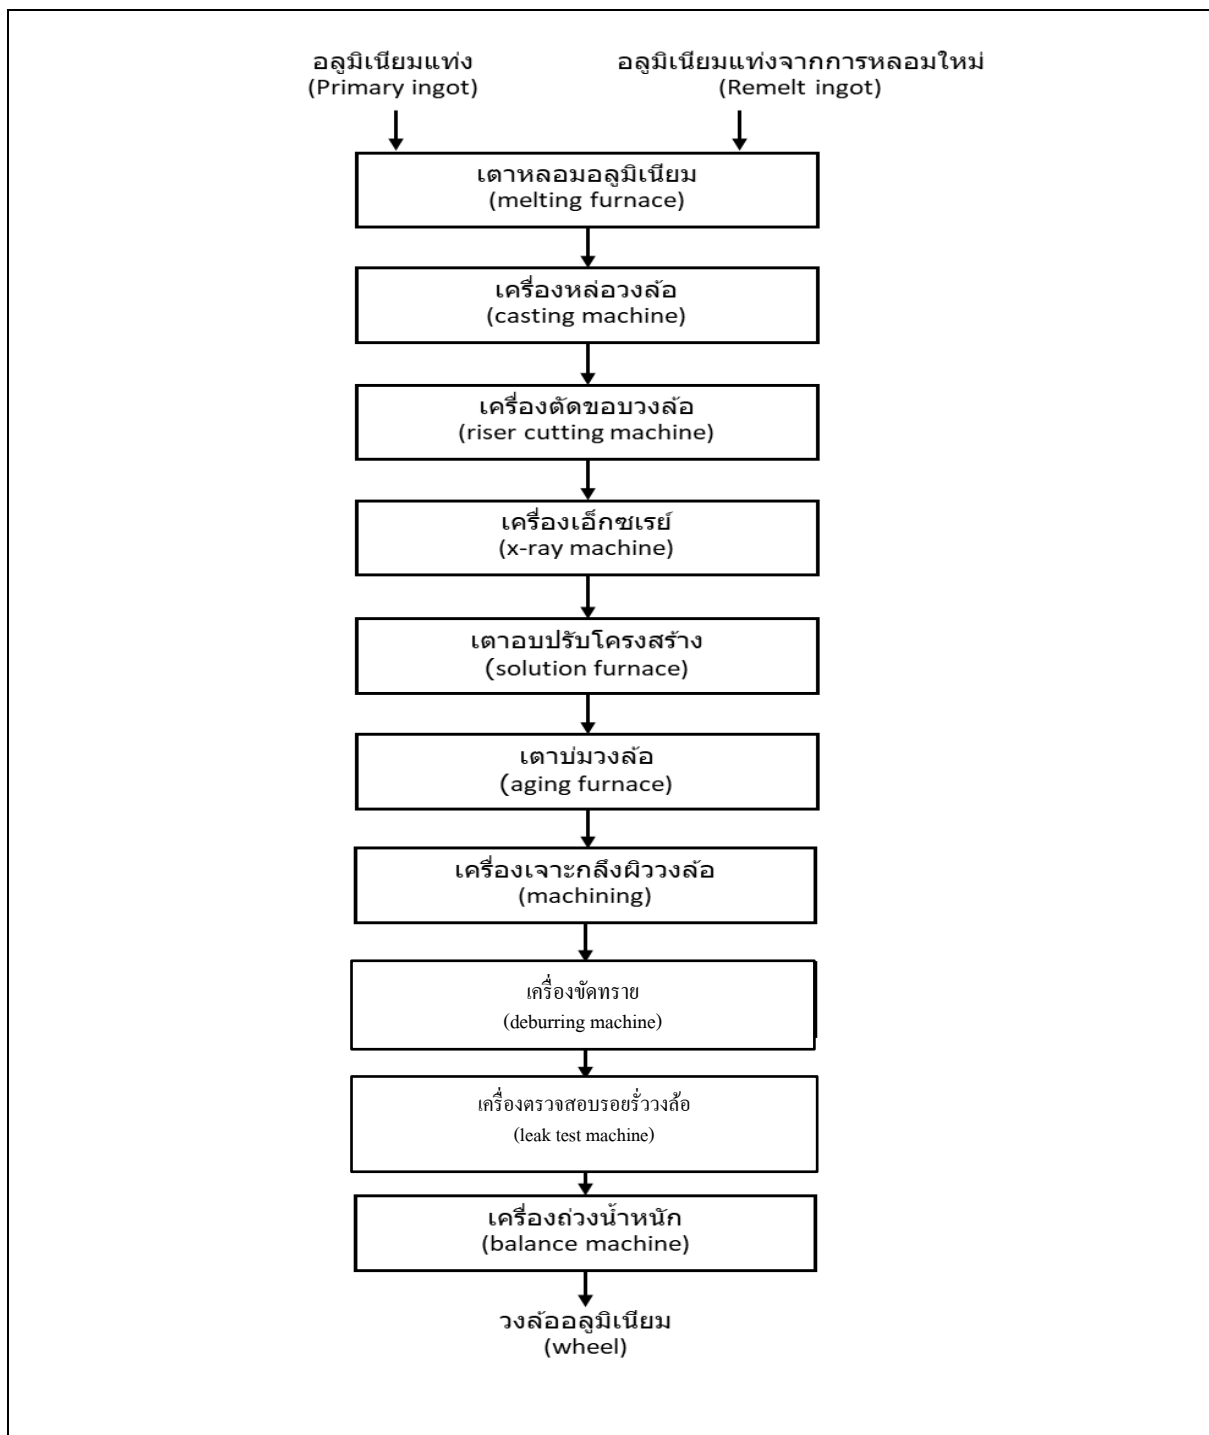 อลูมิเนียมแท่ง
(Primary ingot)
อลูมิเนียมแท่งจากการหลอมใหม่
(Remelt ingot)
เตาหลอมอลูมิเนียม
(melting furnace)
เครื่องหล่อวงล้อ
(casting machine)
เครื่องตัดขอบวงล้อ
(riser cutting machine)
เครื่องเอ็กซเรย์
(x-ray machine)
เตาอบปรับโครงสร้าง
(solution furnace)
เตาบ่มวงล้อ
(aging furnace)
เครื่องเจาะกลึงผิววงล้อ
(machining)
เครื่องขัดทราย
(deburring machine)
เครื่องตรวจสอบรอยรั่ววงล้อ
(leak test machine)
เครื่องถ่วงน้ำหนัก
(balance machine)
วงล้ออลูมิเนียม
(wheel)